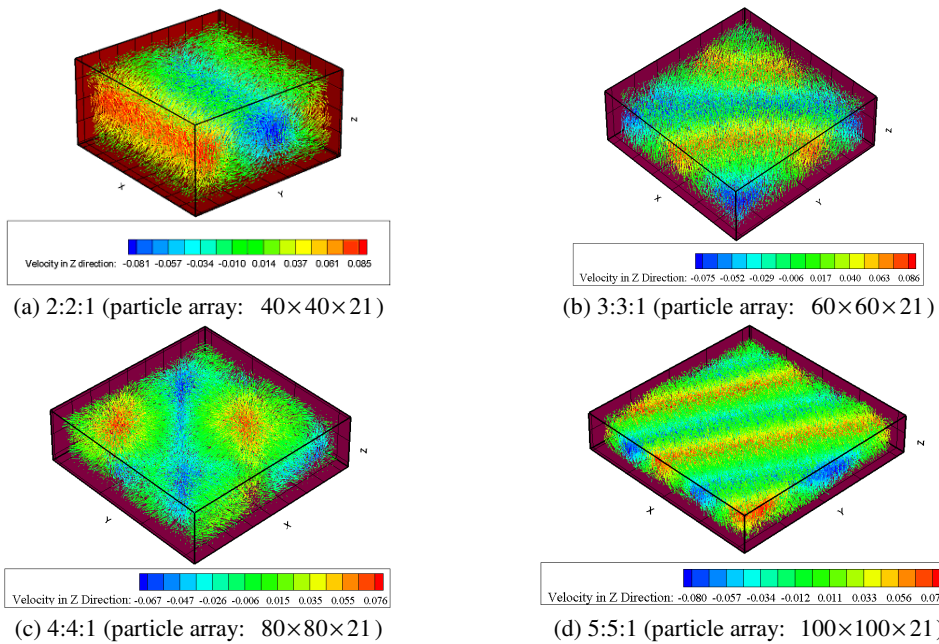 Z
X
Y
Velocity in Z direction: -0.081 -0.057 -0.034 -0.010 0.014 0.037 0.061 0.085
(a) 2:2:1 (particle array: 40×40×21)
Z
X
Y
Velocity in Z Direction: -0.075 -0.052 -0.029 -0.006 0.017 0.040 0.063 0.086
(b) 3:3:1 (particle array: 60×60×21)
Z
Y
X
Velocity in Z Direction: -0.067 -0.047 -0.026 -0.006 0.015 0.035 0.055 0.076
(c) 4:4:1 (particle array: 80×80×21)
Z
X
Y
Velocity in Z Direction: -0.080 -0.057 -0.034 -0.012 0.011 0.033 0.056 0.07
(d) 5:5:1 (particle array: 100×100×21)